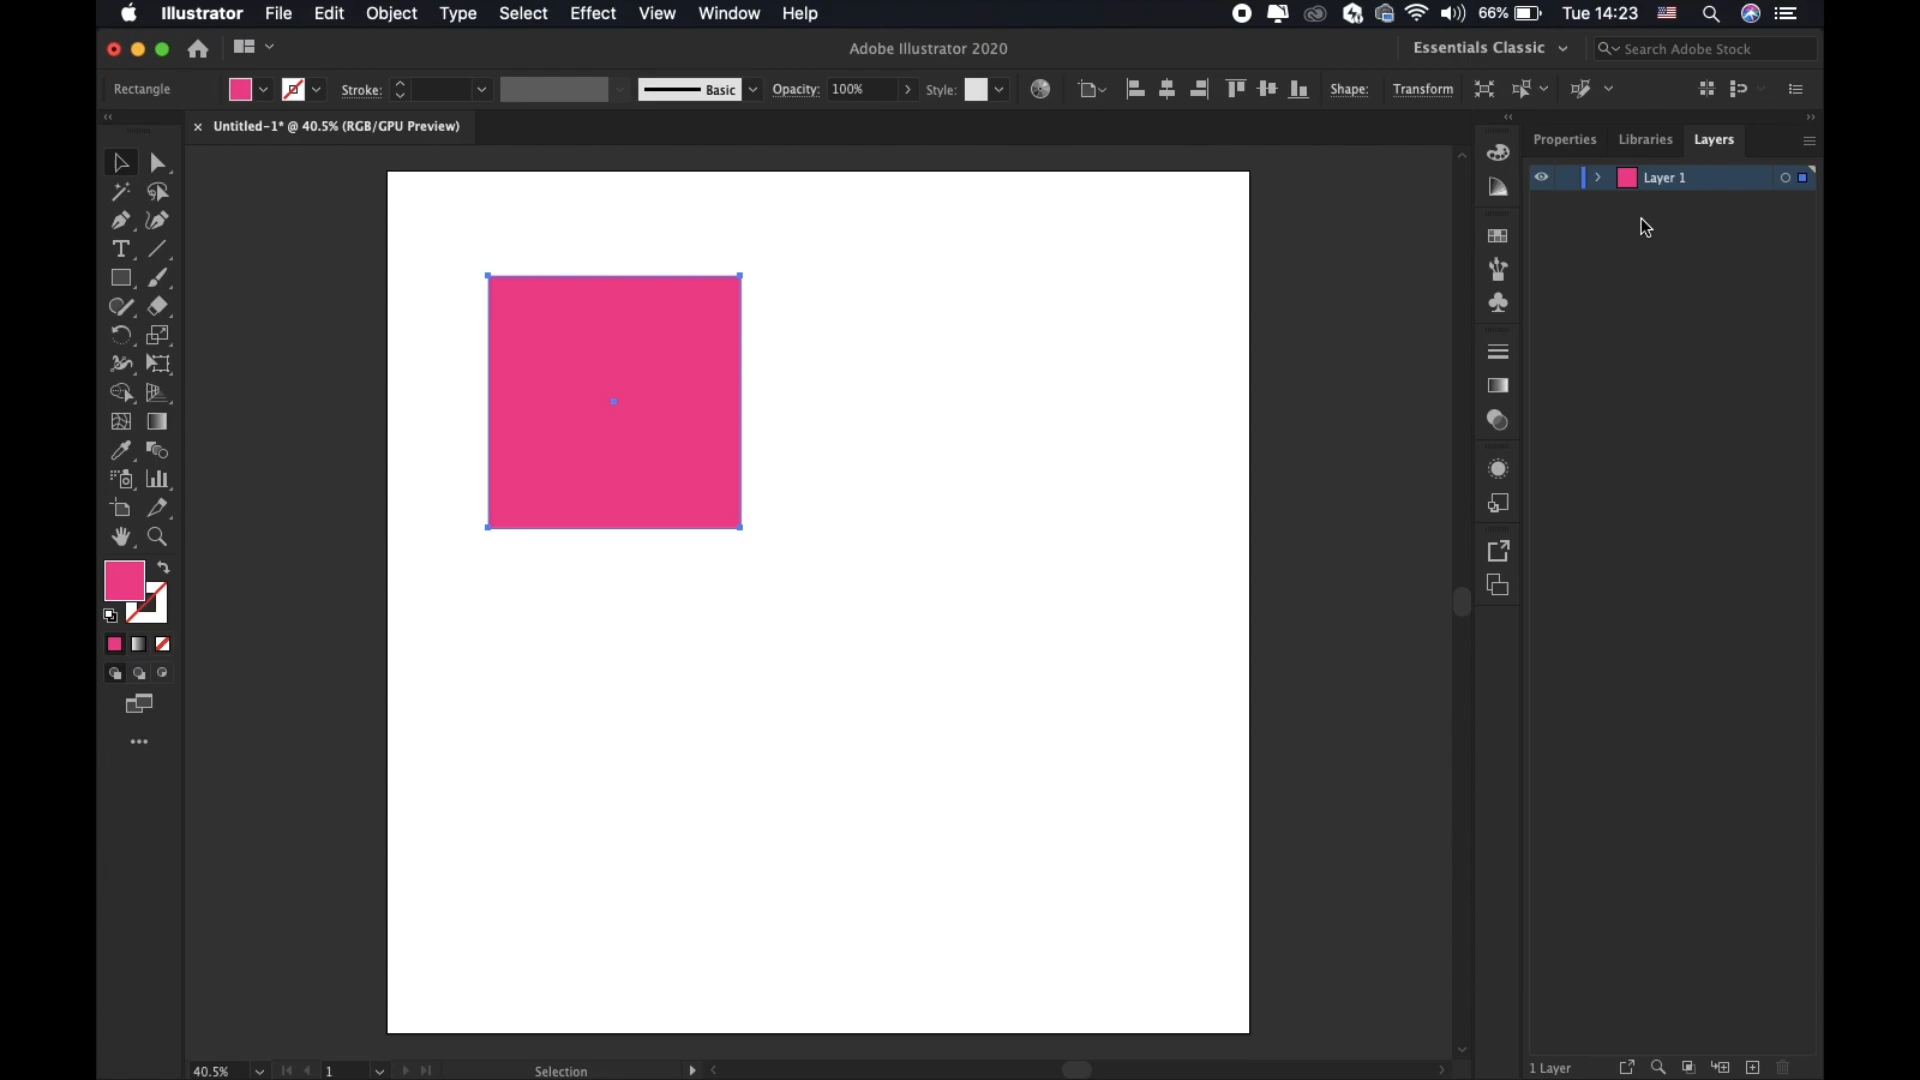 Illustrator File Edit Object Type Select Effect View Window Help 66% Tue 14:23
Adobe Illustrator 2020 Essentials Classic Search Adobe Stock
Rectangle Stroke: Basic Opacity: 100% Style: Shape: Transform
Untitled-1* @ 40.5% (RGB/GPU Preview)
Properties Libraries Layers
Layer 1
40.5% 1 Selection
1 Layer